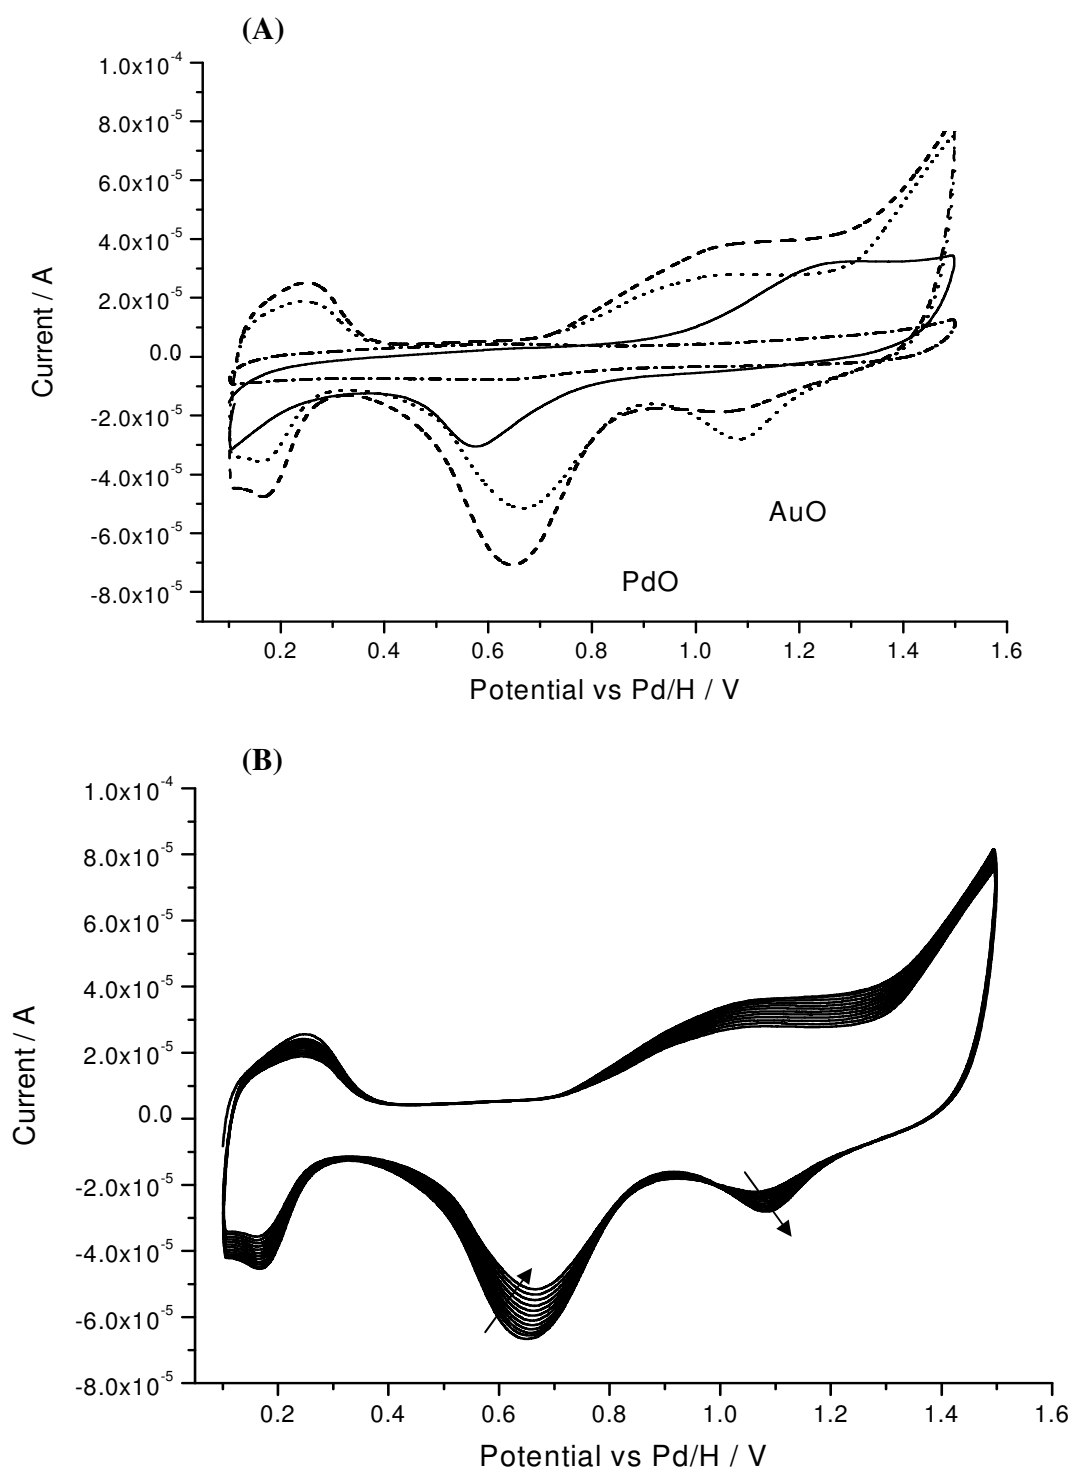 (A)
1.0x10⁻⁴
8.0x10⁻⁵
6.0x10⁻⁵
4.0x10⁻⁵
2.0x10⁻⁵
0.0
-2.0x10⁻⁵
-4.0x10⁻⁵
-6.0x10⁻⁵
-8.0x10⁻⁵
Current / A
AuO
PdO
0.2 0.4 0.6 0.8 1.0 1.2 1.4 1.6
Potential vs Pd/H / V
(B)
1.0x10⁻⁴
8.0x10⁻⁵
6.0x10⁻⁵
4.0x10⁻⁵
2.0x10⁻⁵
0.0
-2.0x10⁻⁵
-4.0x10⁻⁵
-6.0x10⁻⁵
-8.0x10⁻⁵
Current / A
0.2 0.4 0.6 0.8 1.0 1.2 1.4 1.6
Potential vs Pd/H / V